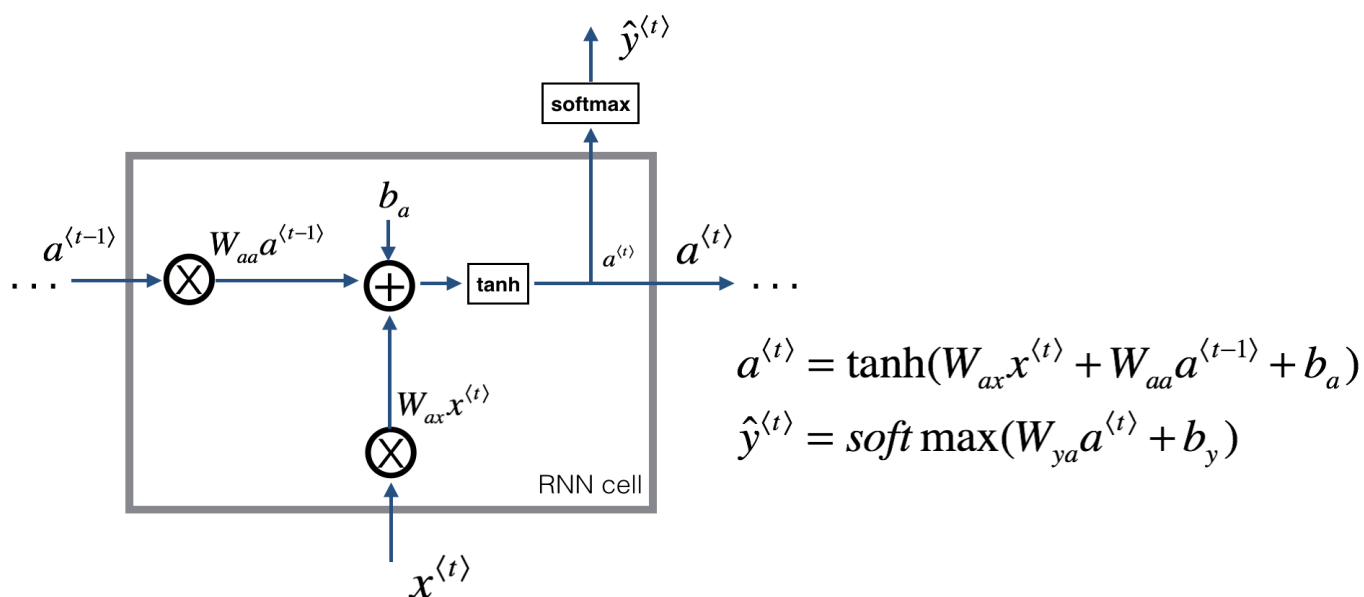 ŷ⟨t⟩
softmax
b_a
a⟨t−1⟩
W_aa a⟨t−1⟩
a⟨t⟩
a⟨t⟩
. . .
+
tanh
. . .
W_ax x⟨t⟩
a⟨t⟩ = tanh(W_ax x⟨t⟩ + W_aa a⟨t−1⟩ + b_a)
ŷ⟨t⟩ = soft max(W_ya a⟨t⟩ + b_y)
RNN cell
x⟨t⟩